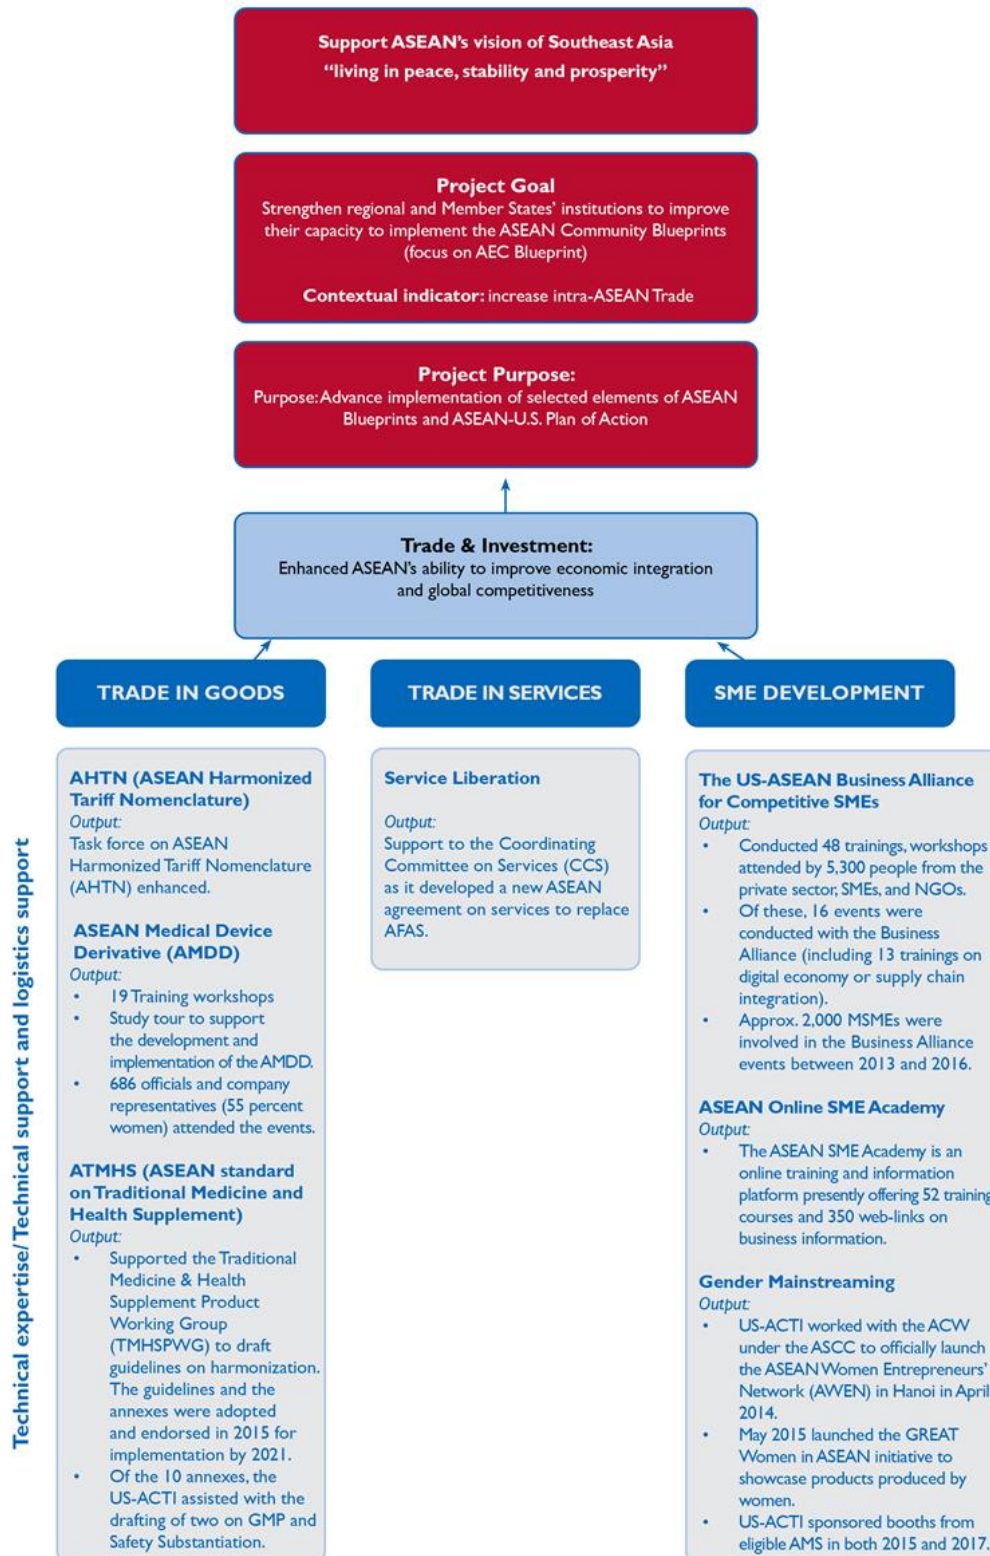 Support ASEAN's vision of Southeast Asia
"living in peace, stability and prosperity"
Project Goal
Strengthen regional and Member States' institutions to improve
their capacity to implement the ASEAN Community Blueprints
(focus on AEC Blueprint)
Contextual indicator: increase intra-ASEAN Trade
Project Purpose:
Purpose: Advance implementation of selected elements of ASEAN
Blueprints and ASEAN-U.S. Plan of Action
Trade & Investment:
Enhanced ASEAN's ability to improve economic integration
and global competitiveness
Technical expertise/Technical support and logistics support
TRADE IN GOODS
AHTN (ASEAN Harmonized
Tariff Nomenclature)
Output:
Task force on ASEAN
Harmonized Tariff Nomenclature
(AHTN) enhanced.
ASEAN Medical Device
Derivative (AMDD)
Output:
• 19 Training workshops
• Study tour to support
the development and
implementation of the AMDD.
• 686 officials and company
representatives (55 percent
women) attended the events.
ATMHS (ASEAN standard
on Traditional Medicine and
Health Supplement)
Output:
• Supported the Traditional
Medicine & Health
Supplement Product
Working Group
(TMHSPWG) to draft
guidelines on harmonization.
The guidelines and the
annexes were adopted
and endorsed in 2015 for
implementation by 2021.
• Of the 10 annexes, the
US-ACTI assisted with the
drafting of two on GMP and
Safety Substantiation.
TRADE IN SERVICES
Service Liberation
Output:
Support to the Coordinating
Committee on Services (CCS)
as it developed a new ASEAN
agreement on services to replace
AFAS.
SME DEVELOPMENT
The US-ASEAN Business Alliance
for Competitive SMEs
Output:
• Conducted 48 trainings, workshops
attended by 5,300 people from the
private sector, SMEs, and NGOs.
• Of these, 16 events were
conducted with the Business
Alliance (including 13 trainings on
digital economy or supply chain
integration).
• Approx. 2,000 MSMEs were
involved in the Business Alliance
events between 2013 and 2016.
ASEAN Online SME Academy
Output:
• The ASEAN SME Academy is an
online training and information
platform presently offering 52 training
courses and 350 web-links on
business information.
Gender Mainstreaming
Output:
• US-ACTI worked with the ACW
under the ASCC to officially launch
the ASEAN Women Entrepreneurs'
Network (AWEN) in Hanoi in April
2014.
• May 2015 launched the GREAT
Women in ASEAN initiative to
showcase products produced by
women.
• US-ACTI sponsored booths from
eligible AMS in both 2015 and 2017.